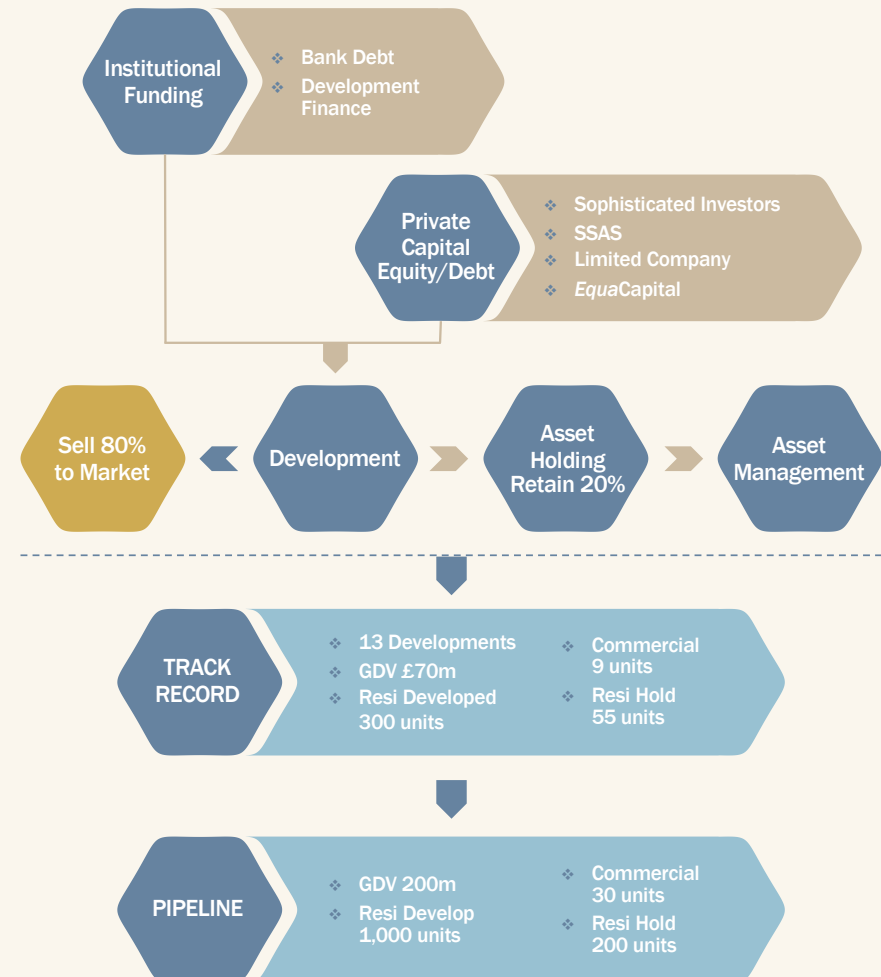 Institutional
Funding
Bank Debt
Development
Finance
Private
Capital
Equity/Debt
Sophisticated Investors
SSAS
Limited Company
EquaCapital
Sell 80%
to Market
Development
Asset
Holding
Retain 20%
Asset
Management
TRACK
RECORD
13 Developments
GDV £70m
Resi Developed
300 units
Commercial
9 units
Resi Hold
55 units
PIPELINE
GDV 200m
Resi Develop
1,000 units
Commercial
30 units
Resi Hold
200 units